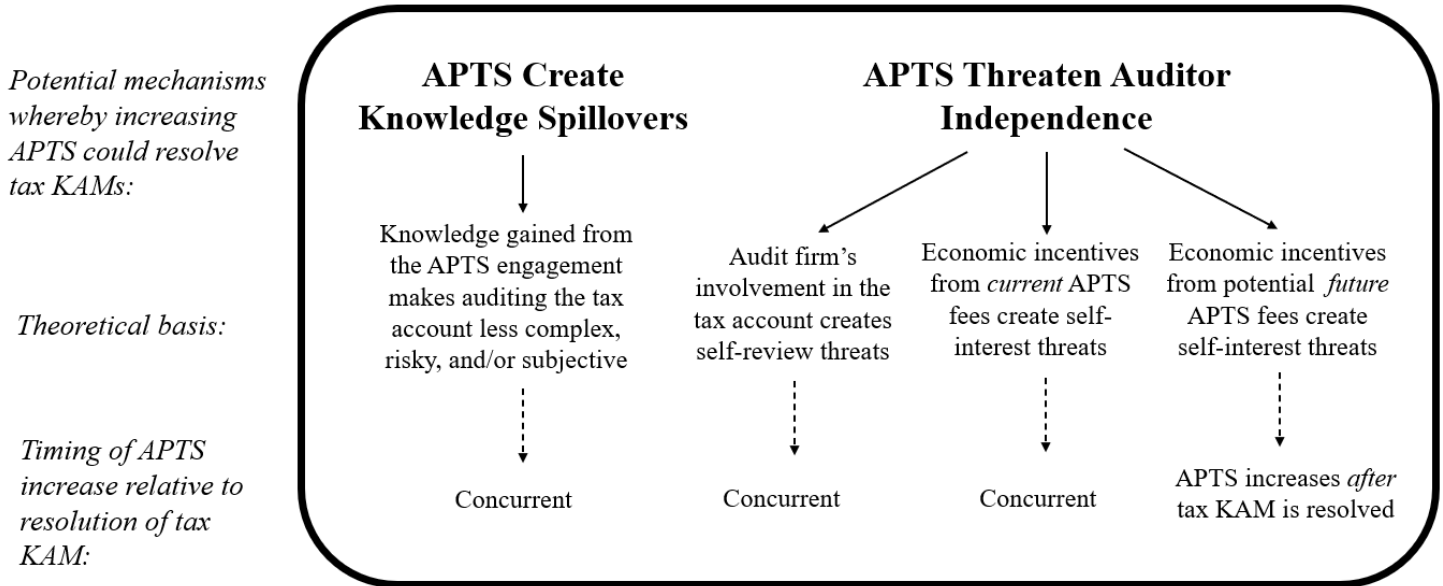 Potential mechanisms
whereby increasing
APTS could resolve
tax KAMs:
APTS Create
Knowledge Spillovers
APTS Threaten Auditor
Independence
Theoretical basis:
Knowledge gained from
the APTS engagement
makes auditing the tax
account less complex,
risky, and/or subjective
Audit firm's
involvement in the
tax account creates
self-review threats
Economic incentives
from current APTS
fees create self-
interest threats
Economic incentives
from potential future
APTS fees create
self-interest threats
Timing of APTS
increase relative to
resolution of tax
KAM:
Concurrent
Concurrent
Concurrent
APTS increases after
tax KAM is resolved